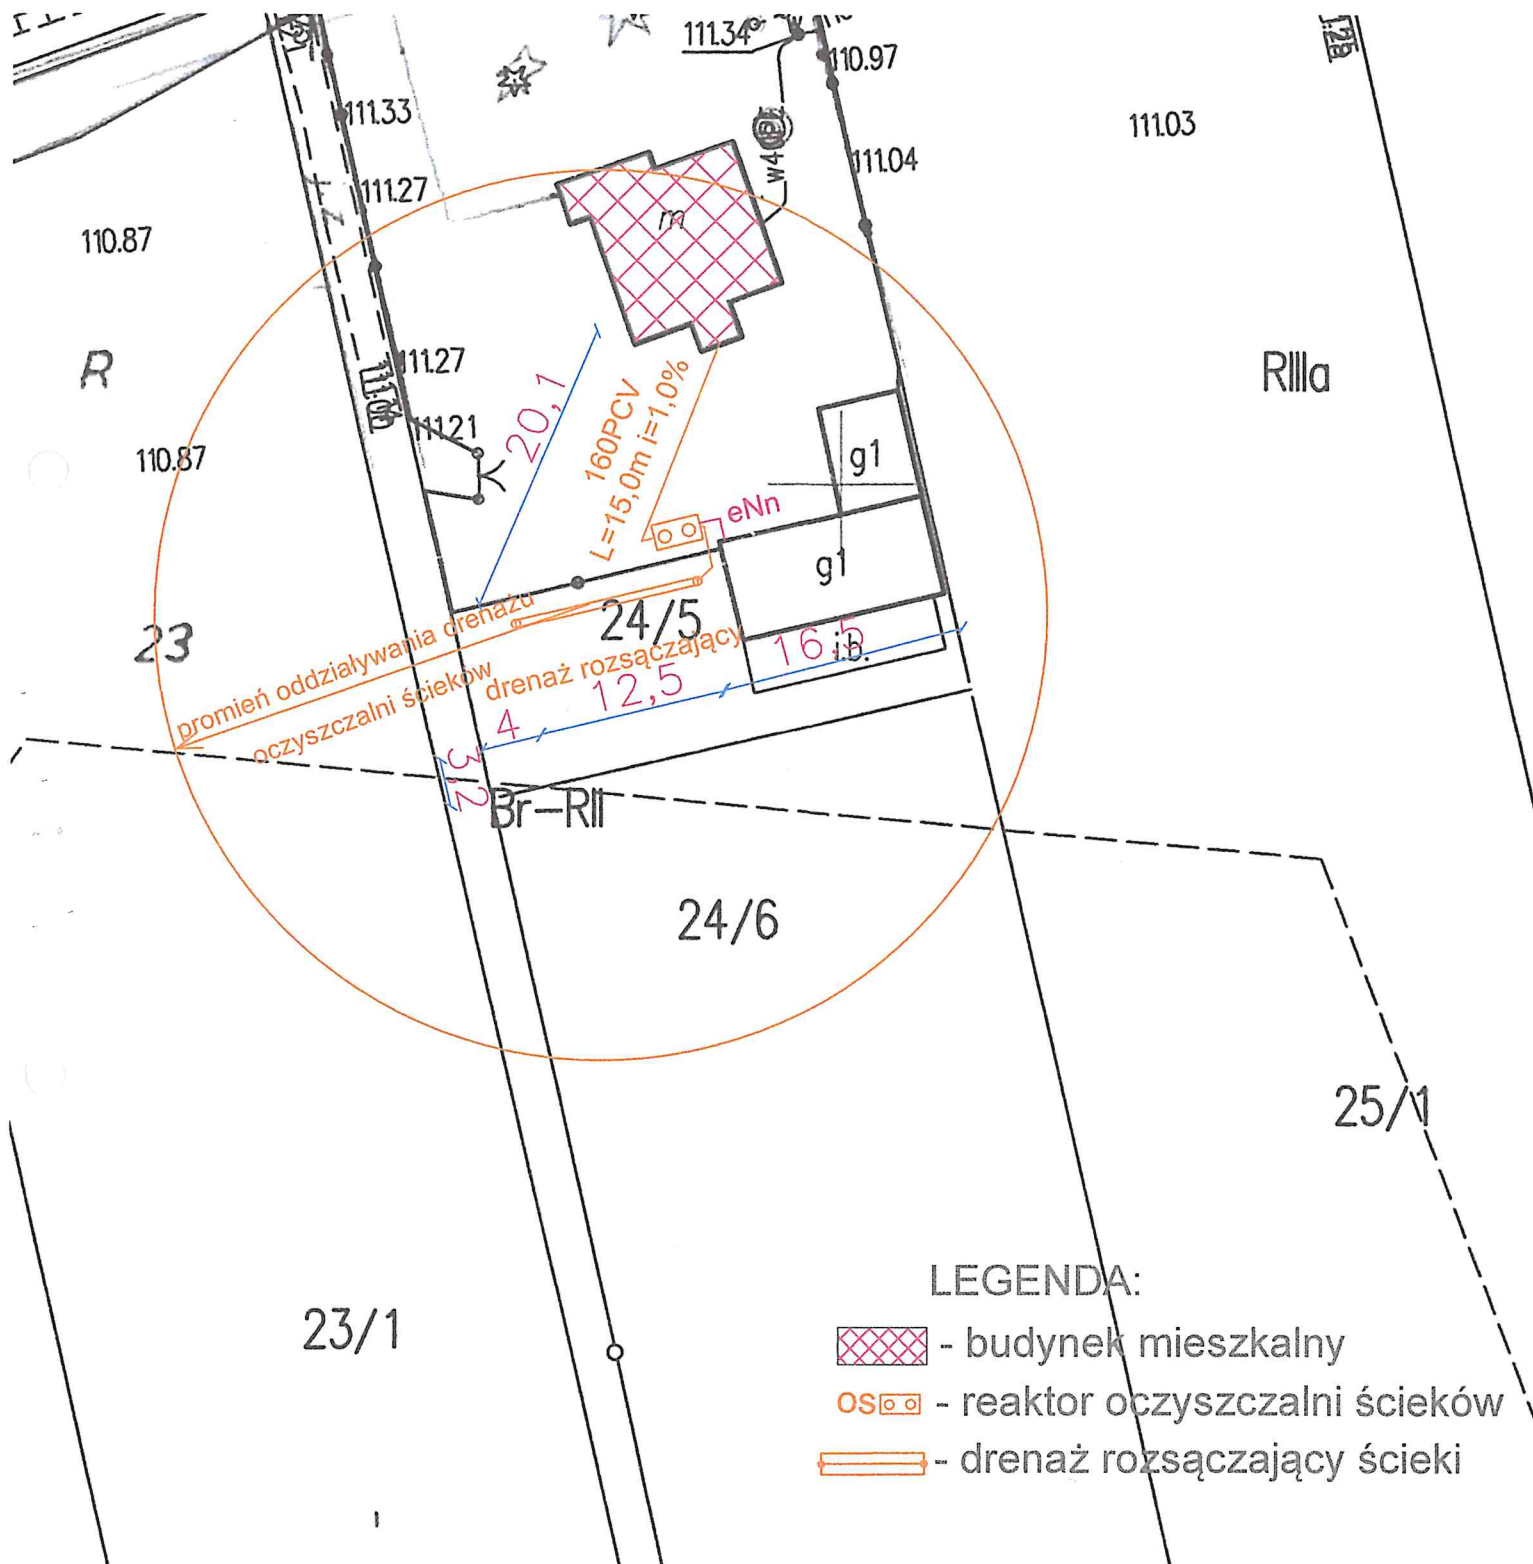 111.34
110.97
111.33
111.03
111.04
111.27
m
110.87
R
111.27
RIIIa
111.21
20,1
160PCV
L=15,0m i=1,0%
110.87
g1
eNn
g1
24/5
23
promień oddziaływania drenażu
oczyszczalni ścieków
drenaż rozsączający
16,5
i.b.
12,5
4
3,2
Br-RII
24/6
25/1
23/1
LEGENDA:
- budynek mieszkalny
os - reaktor oczyszczalni ścieków
- drenaż rozsączający ścieki